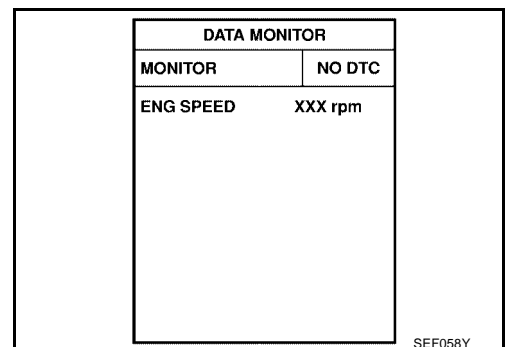 DATA MONITOR
MONITOR NO DTC
ENG SPEED XXX rpm
SEF058Y